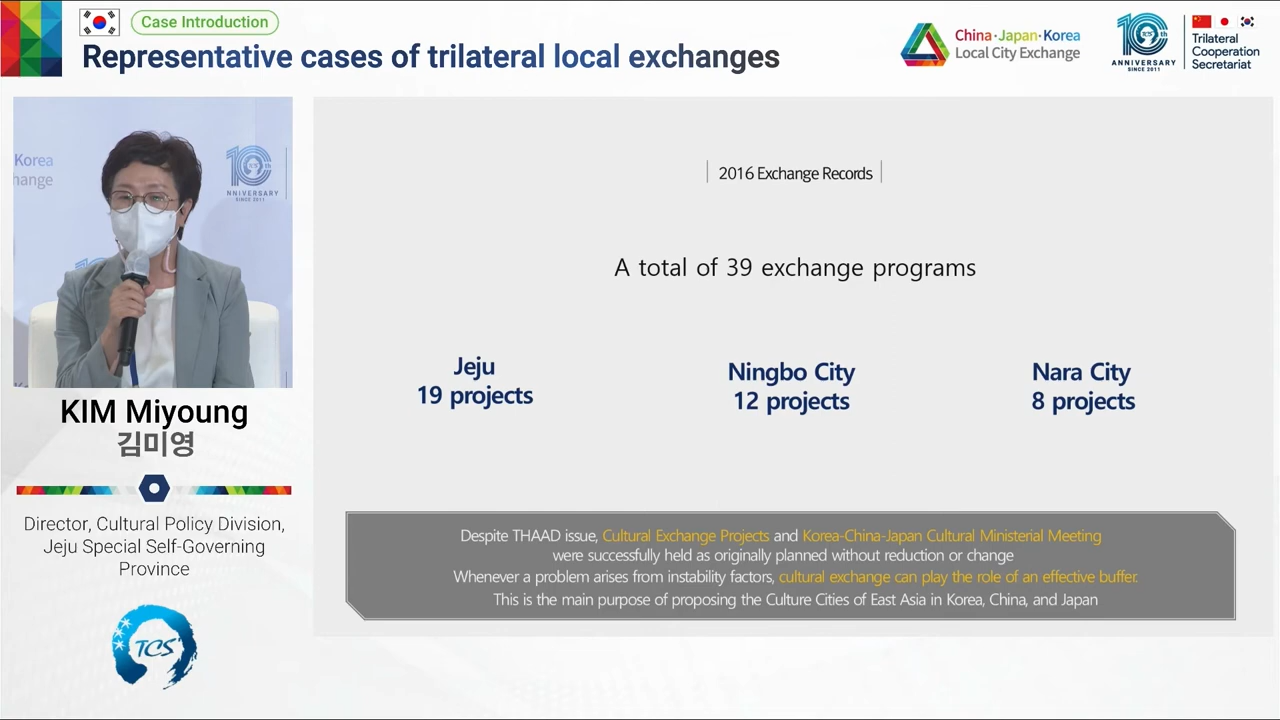 Case Introduction
Representative cases of trilateral local exchanges
China·Japan·Korea
Local City Exchange
10th
TCS
ANNIVERSARY
SINCE 2011
Trilateral
Cooperation
Secretariat
Korea
hange
NNIVERSARY
SINCE 2011
KIM Miyoung
김미영
Director, Cultural Policy Division,
Jeju Special Self-Governing
Province
TCS
2016 Exchange Records
A total of 39 exchange programs
Jeju
19 projects
Ningbo City
12 projects
Nara City
8 projects
Despite THAAD issue, Cultural Exchange Projects and Korea-China-Japan Cultural Ministerial Meeting
were successfully held as originally planned without reduction or change
Whenever a problem arises from instability factors, cultural exchange can play the role of an effective buffer.
This is the main purpose of proposing the Culture Cities of East Asia in Korea, China, and Japan